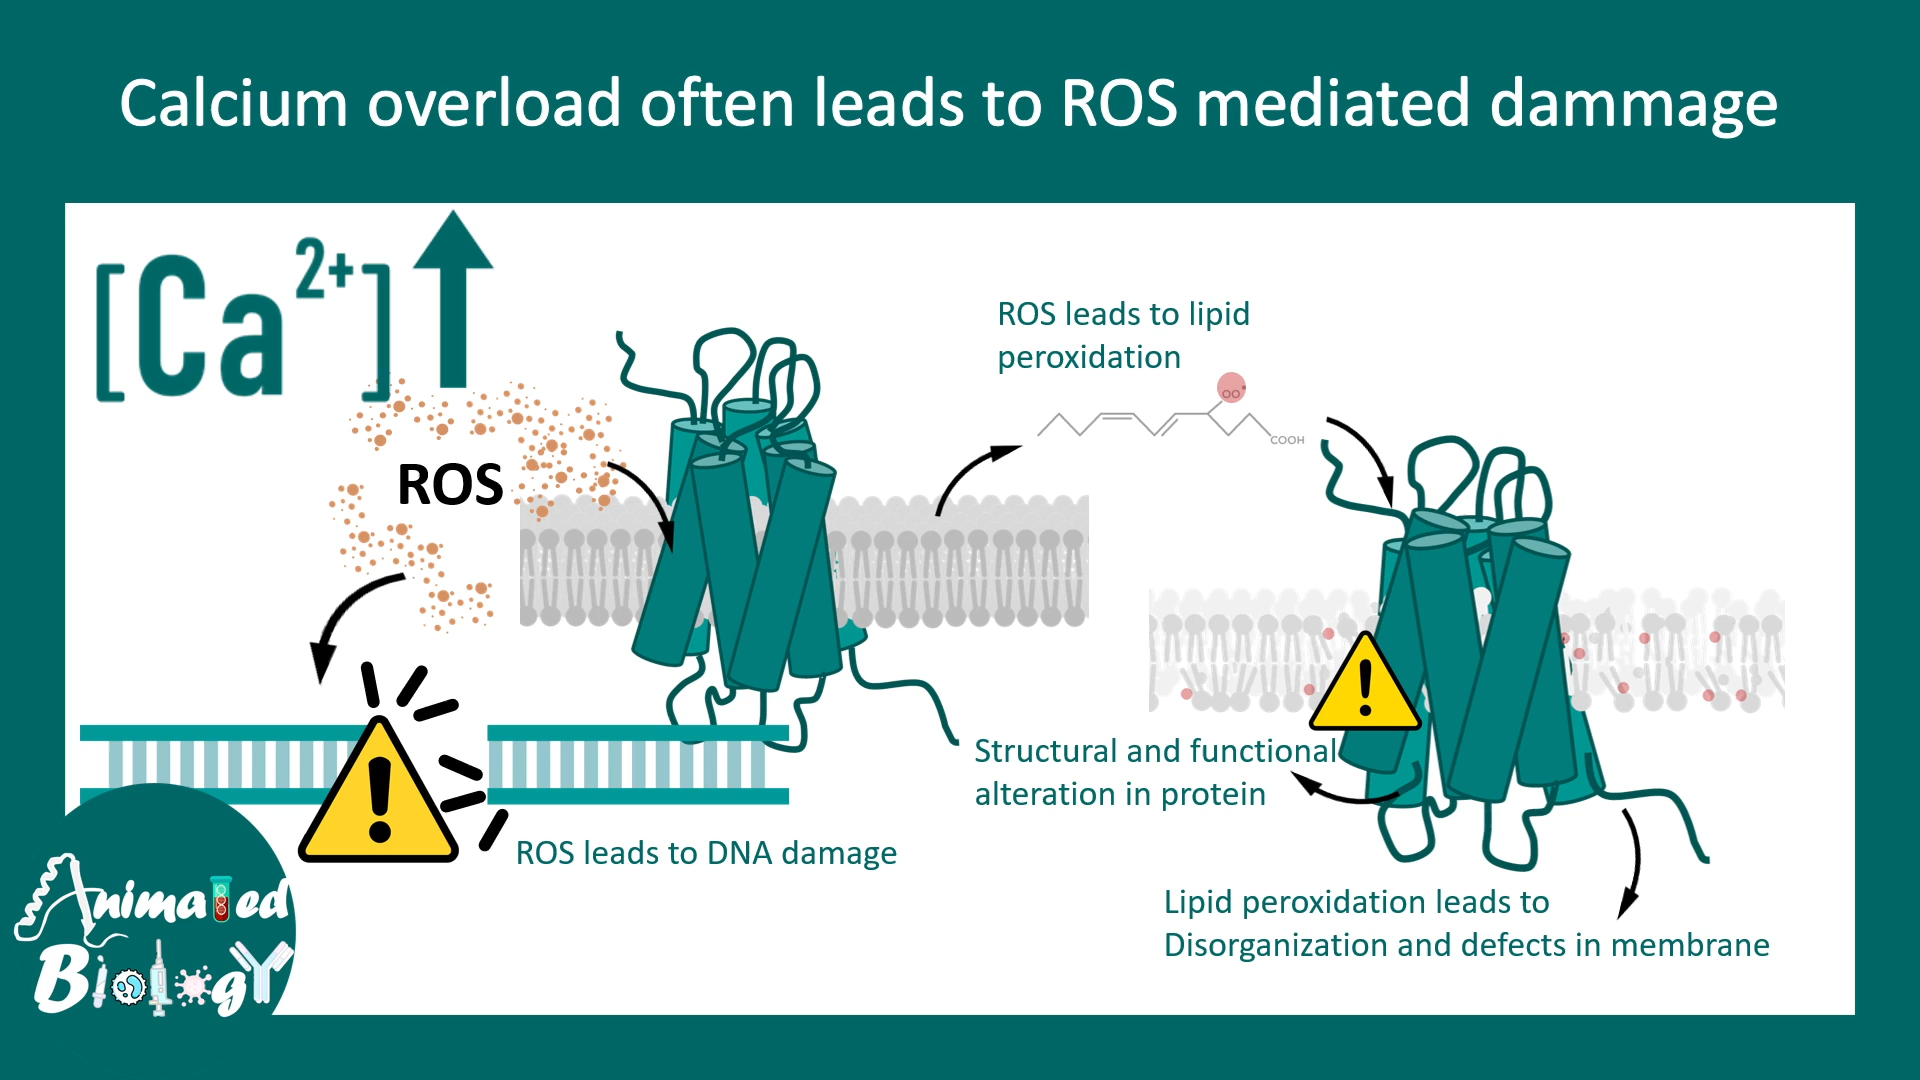 Calcium overload often leads to ROS mediated dammage
[Ca2+]
ROS leads to lipid
peroxidation
OO•
COOH
ROS
Structural and functional
alteration in protein
ROS leads to DNA damage
Lipid peroxidation leads to
Disorganization and defects in membrane
Animated
Biology